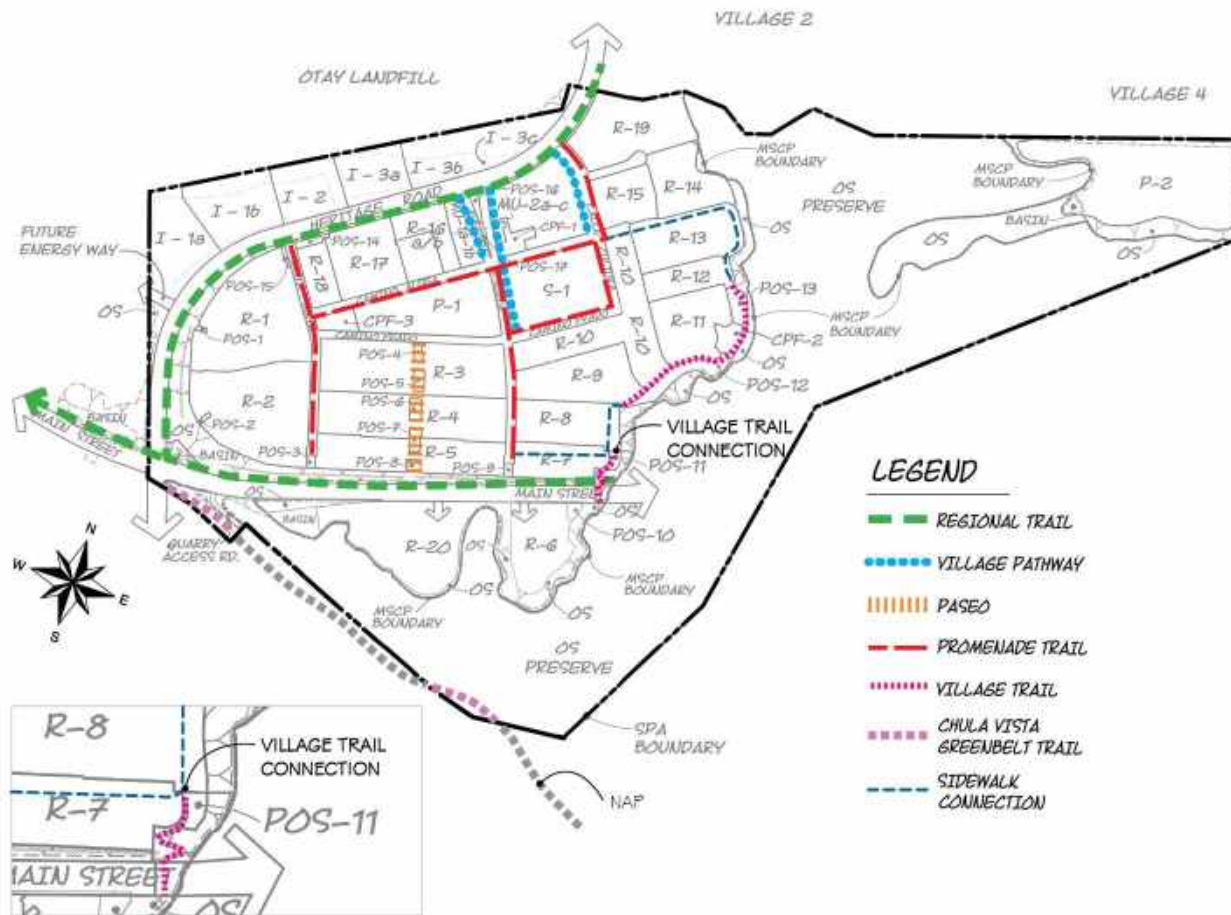 VILLAGE 2
OTAY LANDFILL
VILLAGE 4
R-19
I - 3c
I - 3b
I - 3a
I - 2
I - 1b
I - 1a
HERITAGE ROAD
MSCP
BOUNDARY
OS
PRESERVE
MSCP
BOUNDARY
P-2
BASIN
OS
OS
FUTURE
ENERGY WAY
POS-16
MU-2a-c
CPF-1
R-15
R-14
R-13
OS
POS-14
R-16
a/b
R-17
R-18
POS-15
POS-17
S-1
R-10
R-12
POS-13
MSCP
BOUNDARY
OS
R-1
POS-1
P-1
CPF-3
R-11
CPF-2
OS
R-10
R-10
POS-4
R-3
R-9
POS-12
OS
POS-5
POS-6
R-2
R-4
R-8
POS-7
POS-2
VILLAGE TRAIL
CONNECTION
BASIN
MAIN STREET
OS
BASIN
POS-3
POS-8
R-5
POS-9
R-7
POS-11
MAIN STREET
OS
OS
BASIN
POS-10
QUARRY
ACCESS RD.
R-20
OS
R-6
MSCP
BOUNDARY
OS
OS
MSCP
BOUNDARY
OS
PRESERVE
SPA
BOUNDARY
NAP
N
W
E
S
LEGEND
REGIONAL TRAIL
VILLAGE PATHWAY
PASEO
PROMENADE TRAIL
VILLAGE TRAIL
CHULA VISTA
GREENBELT TRAIL
SIDEWALK
CONNECTION
R-8
VILLAGE TRAIL
CONNECTION
R-7
POS-11
MAIN STREET
OS